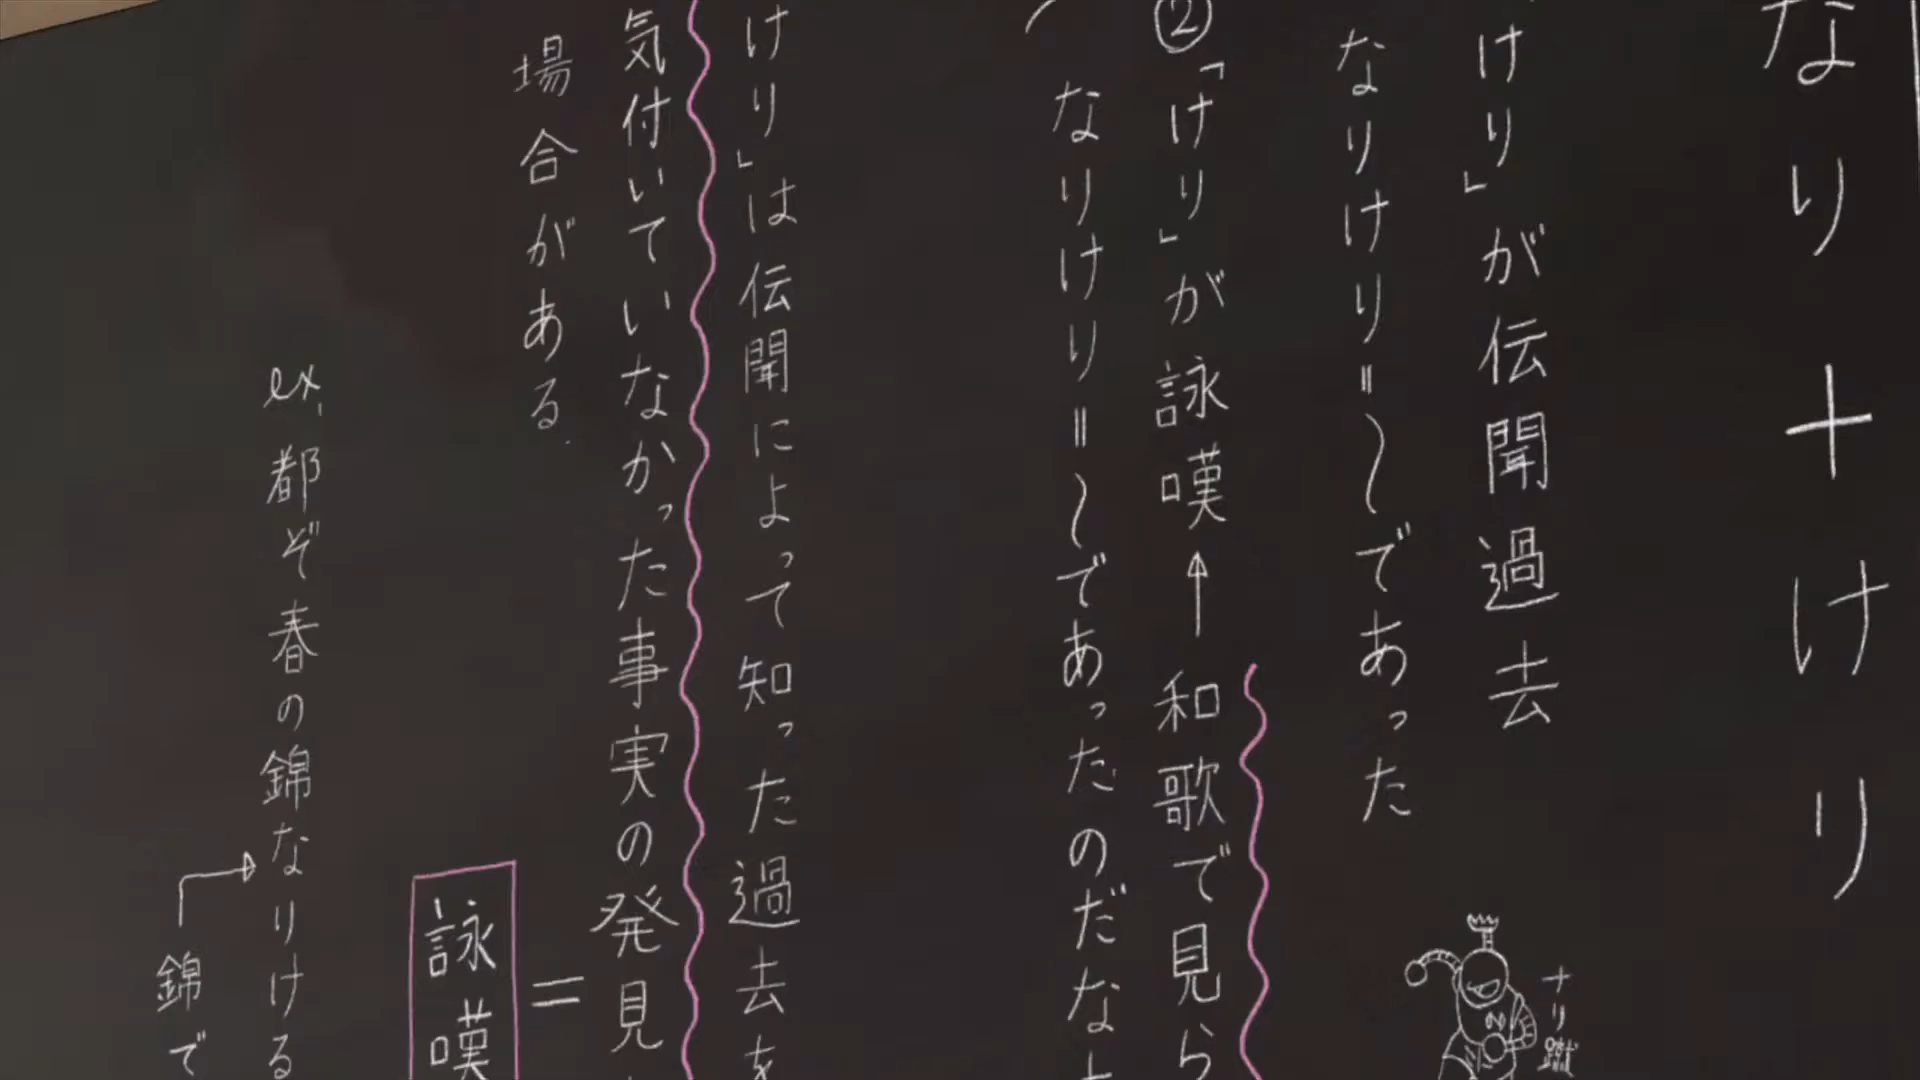 なり+けり
けり」が伝聞過去
なりけり=〜であった
②「けり」が詠嘆↑和歌で見ら
なりけり=〜であったのだな
けり」は伝聞によって知った過去を
気付いていなかった事実の発見
場合がある.
=
詠嘆
ex.都ぞ春の錦なりける
錦で
N
ナリ蹴